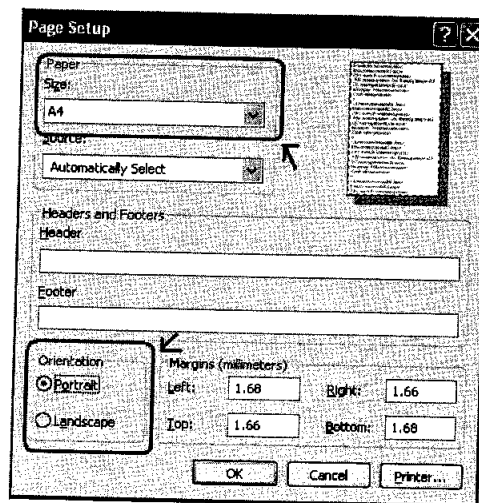 Page Setup
Paper
Size:
A4
Source:
Automatically Select
Headers and Footers
Header
Footer
Orientation
Portrait
Landscape
Margins (millimeters)
Left: 1.68 Right: 1.66
Top: 1.66 Bottom: 1.68
OK Cancel Printer...